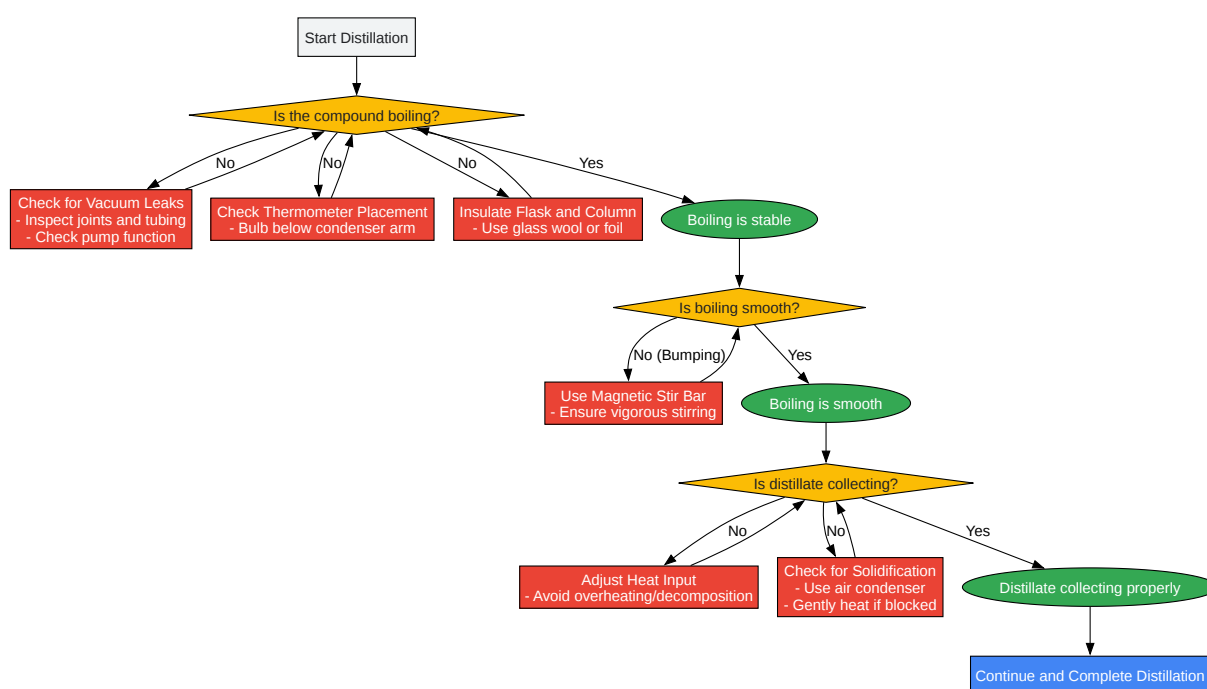 Start Distillation
Is the compound boiling?
No
No
No
Yes
Check for Vacuum Leaks
- Inspect joints and tubing
- Check pump function
Check Thermometer Placement
- Bulb below condenser arm
Insulate Flask and Column
- Use glass wool or foil
Boiling is stable
Is boiling smooth?
No (Bumping)
Yes
Use Magnetic Stir Bar
- Ensure vigorous stirring
Boiling is smooth
Is distillate collecting?
No
No
Yes
Adjust Heat Input
- Avoid overheating/decomposition
Check for Solidification
- Use air condenser
- Gently heat if blocked
Distillate collecting properly
Continue and Complete Distillation